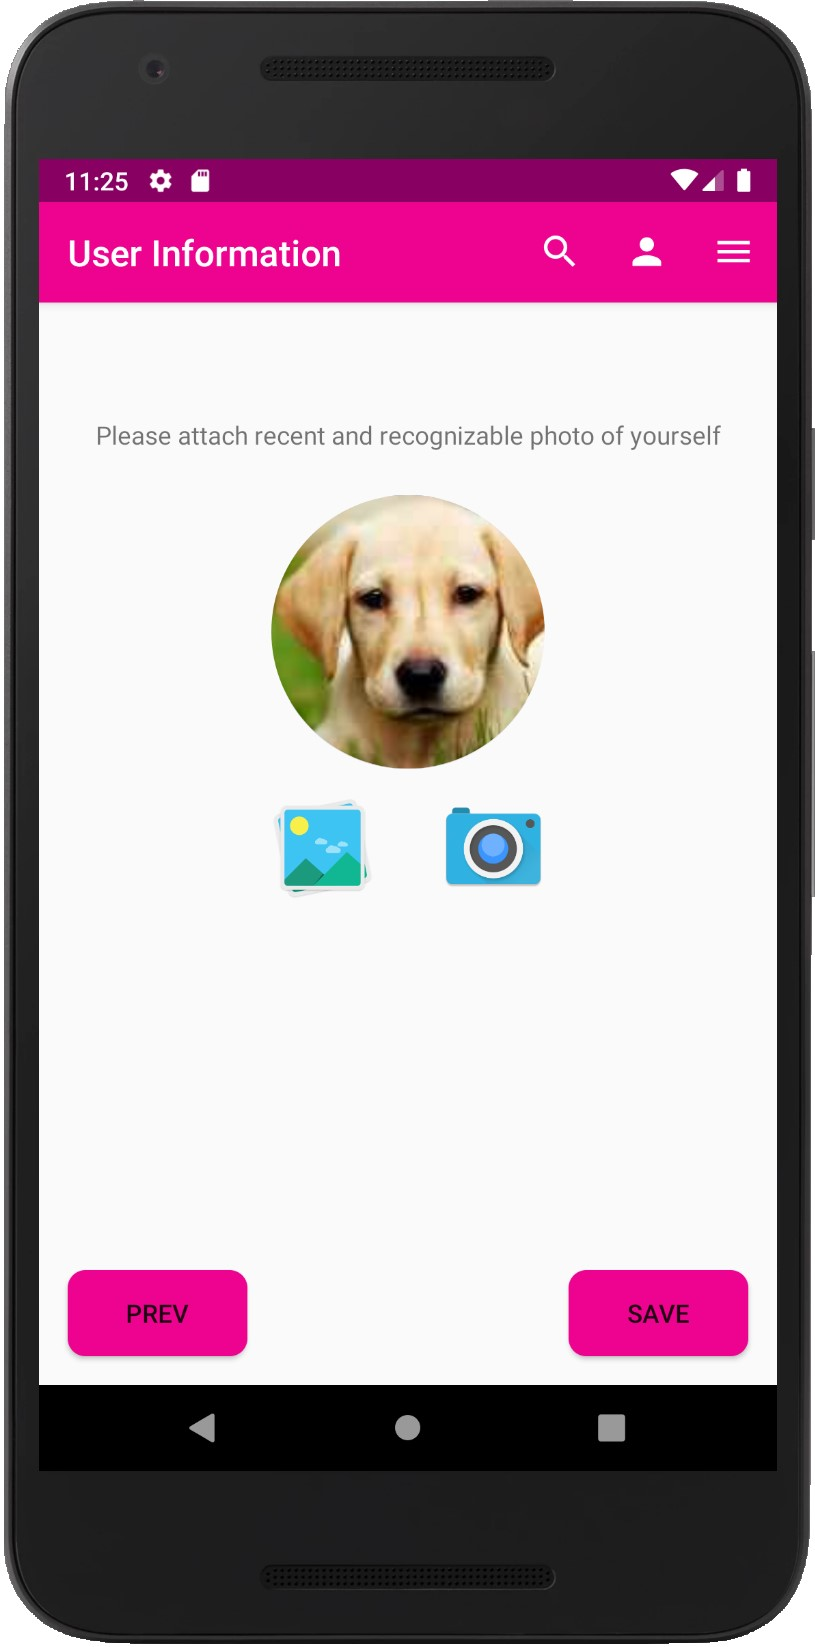 11:25
User Information
Please attach recent and recognizable photo of yourself
PREV
SAVE